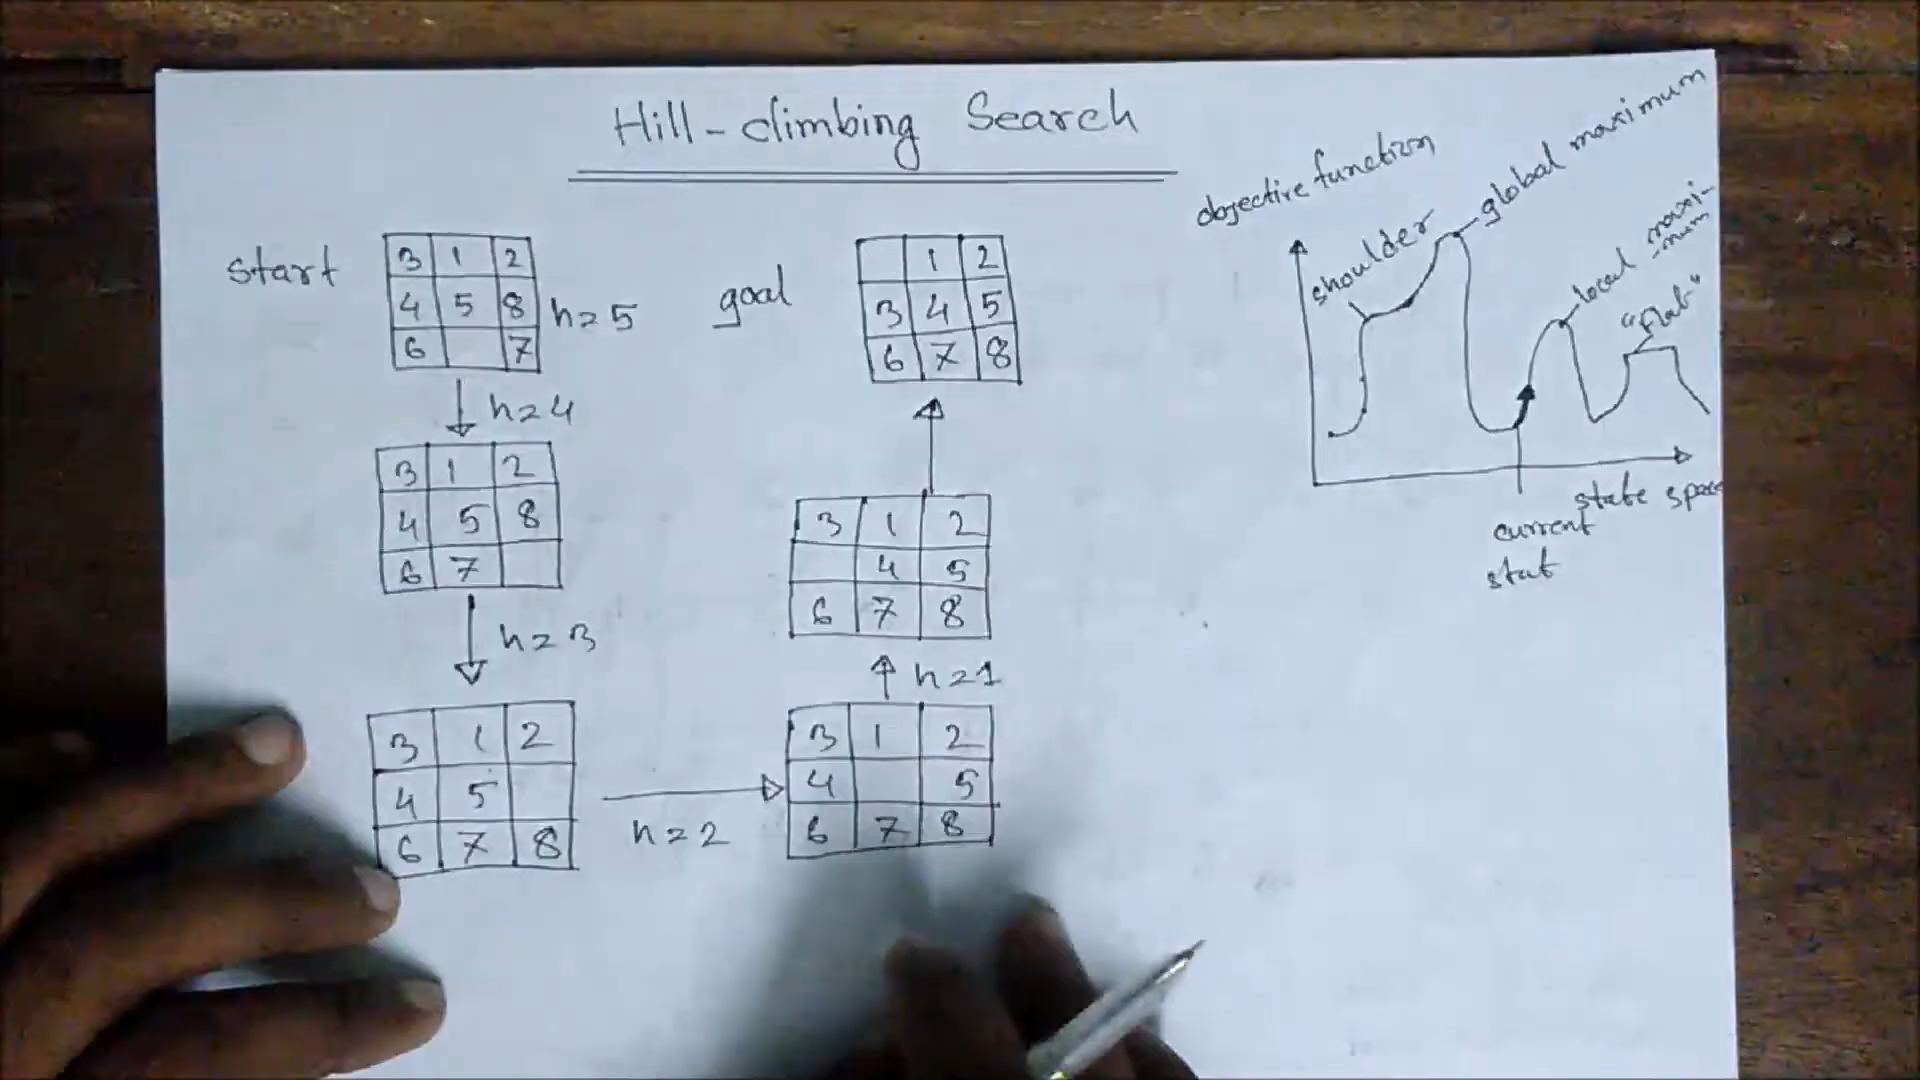 Hill-climbing Search
start
3 1 2
4 5 8
6 7
h=5
h=4
3 1 2
4 5 8
6 7
h=3
3 1 2
4 5
6 7 8
h=2
3 1 2
4 5
6 7 8
h=1
3 1 2
4 5
6 7 8
goal
1 2
3 4 5
6 7 8
objective function
shoulder
global maximum
local maxi-
mum
"flat"
state space
current
stat